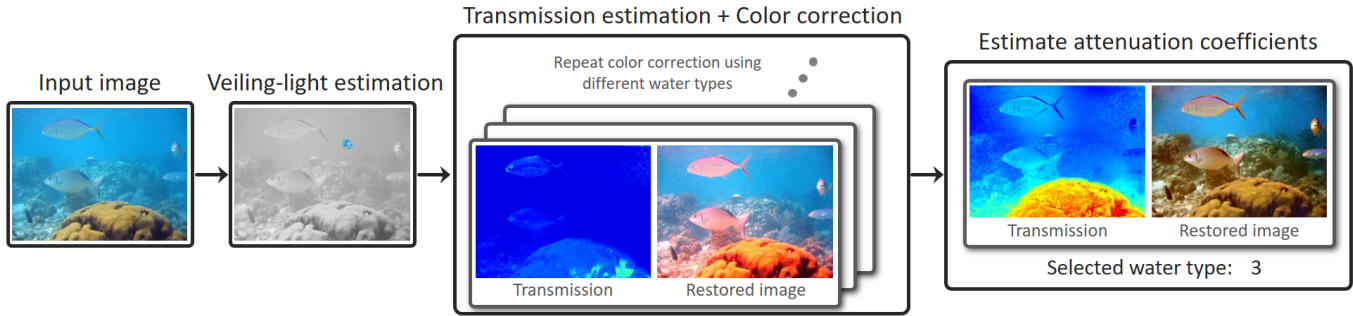 Input image
Veiling-light estimation
Transmission estimation + Color correction
Repeat color correction using
different water types
Transmission
Restored image
Estimate attenuation coefficients
Transmission
Restored image
Selected water type: 3